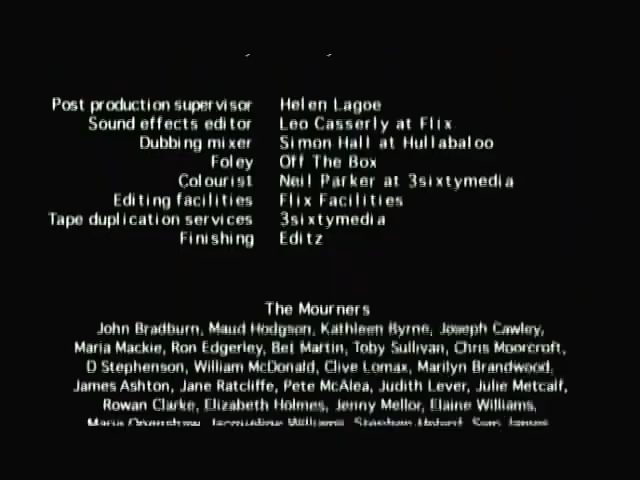 Post production supervisor Helen Lagoe
Sound effects editor Leo Casserly at Flix
Dubbing mixer Simon Hall at Hullabaloo
Foley Off The Box
Colourist Neil Parker at 3sixtymedia
Editing facilities Flix Facilities
Tape duplication services 3sixtymedia
Finishing Editz
The Mourners
John Bradburn, Maud Hodgson, Kathleen Byrne, Joseph Cawley,
Maria Mackie, Ron Edgerley, Bet Martin, Toby Sullivan, Chris Moorcroft,
D Stephenson, William McDonald, Clive Lomax, Marilyn Brandwood,
James Ashton, Jane Ratcliffe, Pete McAlea, Judith Lever, Julie Metcalf,
Rowan Clarke, Elizabeth Holmes, Jenny Mellor, Elaine Williams,
Jacqueline Williams,